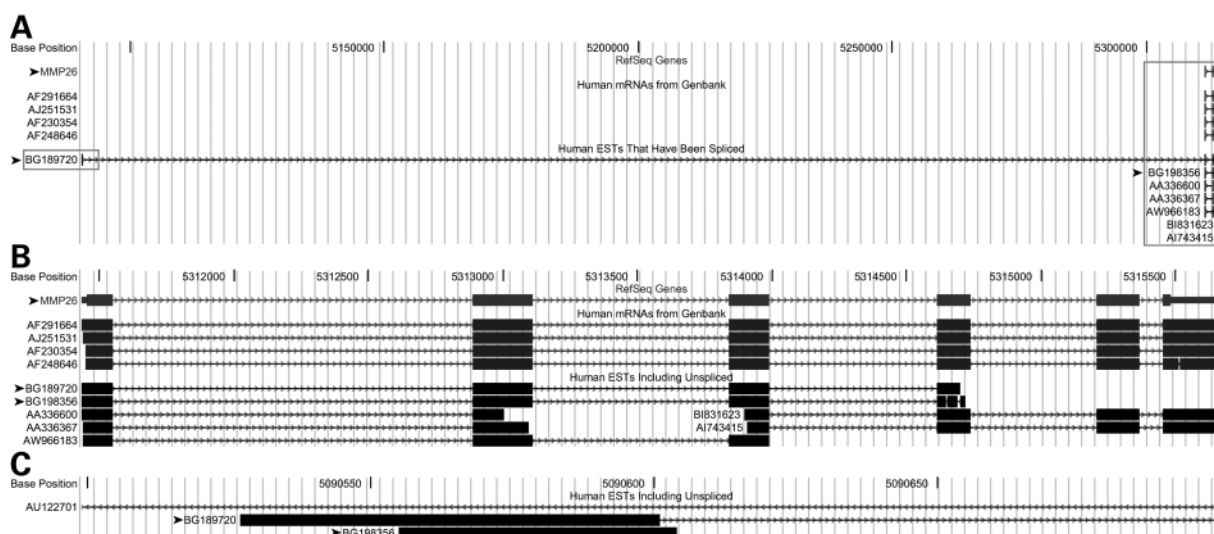 A
Base Position 5150000 5200000 5250000 5300000
RefSeq Genes
MMP26
Human mRNAs from Genbank
AF291664
AJ251531
AF230354
AF248646
Human ESTs That Have Been Spliced
BG189720
BG198356
AA336600
AA336367
AW966183
BI831623
AI743415
B
Base Position 5312000 5312500 5313000 5313500 5314000 5314500 5315000 5315500
RefSeq Genes
MMP26
Human mRNAs from Genbank
AF291664
AJ251531
AF230354
AF248646
Human ESTs Including Unspliced
BG189720
BG198356
AA336600 BI831623
AA336367 AI743415
AW966183
C
Base Position 5090550 5090600 5090650
Human ESTs Including Unspliced
AU122701
BG189720
BG198356